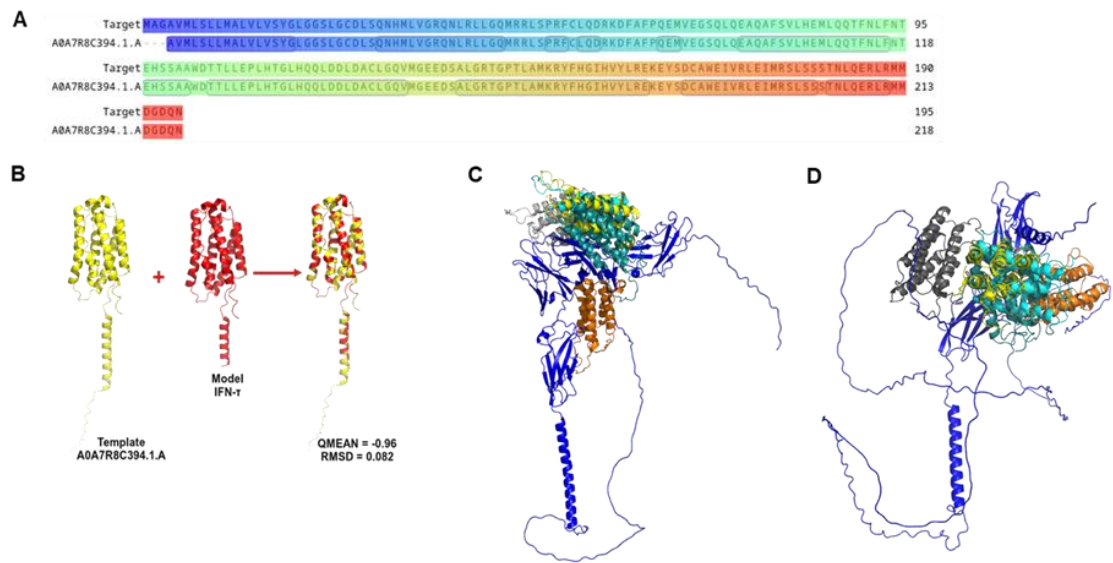 A
Target MAGAVMLSLLMALVLVSYGLGGSLGCDLSQNHMLVGRQNLRLLGQMRRLSPRFCLQDRKDFAFPQEMVEGSQLQEAQAFSVLHEMLQQTFNLFNT 95
A0A7R8C394.1.A ---AVMLSLLMALVLVSYGLGGSLGCDLSQNHMLVGRQNLRLLGQMRRLSPRFCLQDRKDFAFPQEMVEGSQLQEAQAFSVLHEMLQQTFNLFNT 118
Target EHSSAAWDTTLLEPLHTGLHQQLDDLDACLGQVMGEEDSALGRTGPTLAMKRYFHGIHVYLREKEYSDCAWEIVRLEIMRSLSSSTNLQERLRMM 190
A0A7R8C394.1.A EHSSAAWDTTLLEPLHTGLHQQLDDLDACLGQVMGEEDSALGRTGPTLAMKRYFHGIHVYLREKEYSDCAWEIVRLEIMRSLSSSTNLQERLRMM 213
Target DGDQN 195
A0A7R8C394.1.A DGDQN 218
B
+
Model
IFN-τ
Template
A0A7R8C394.1.A
QMEAN = -0.96
RMSD = 0.082
C
D